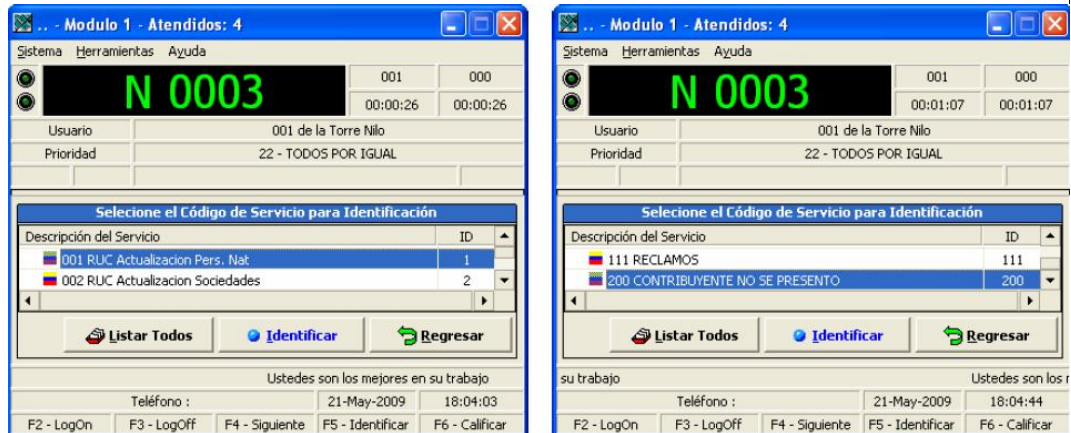 .. - Modulo 1 - Atendidos: 4
Sistema Herramientas Ayuda
N 0003
001 000
00:00:26 00:00:26
Usuario 001 de la Torre Nilo
Prioridad 22 - TODOS POR IGUAL
Selecione el Código de Servicio para Identificación
Descripción del Servicio ID
001 RUC Actualizacion Pers. Nat 1
002 RUC Actualizacion Sociedades 2
Listar Todos Identificar Regresar
Ustedes son los mejores en su trabajo
Teléfono : 21-May-2009 18:04:03
F2 - LogOn F3 - LogOff F4 - Siguiente F5 - Identificar F6 - Calificar
.. - Modulo 1 - Atendidos: 4
Sistema Herramientas Ayuda
N 0003
001 000
00:01:07 00:01:07
Usuario 001 de la Torre Nilo
Prioridad 22 - TODOS POR IGUAL
Selecione el Código de Servicio para Identificación
Descripción del Servicio ID
111 RECLAMOS 111
200 CONTRIBUYENTE NO SE PRESENTO 200
Listar Todos Identificar Regresar
su trabajo Ustedes son los
Teléfono : 21-May-2009 18:04:44
F2 - LogOn F3 - LogOff F4 - Siguiente F5 - Identificar F6 - Calificar